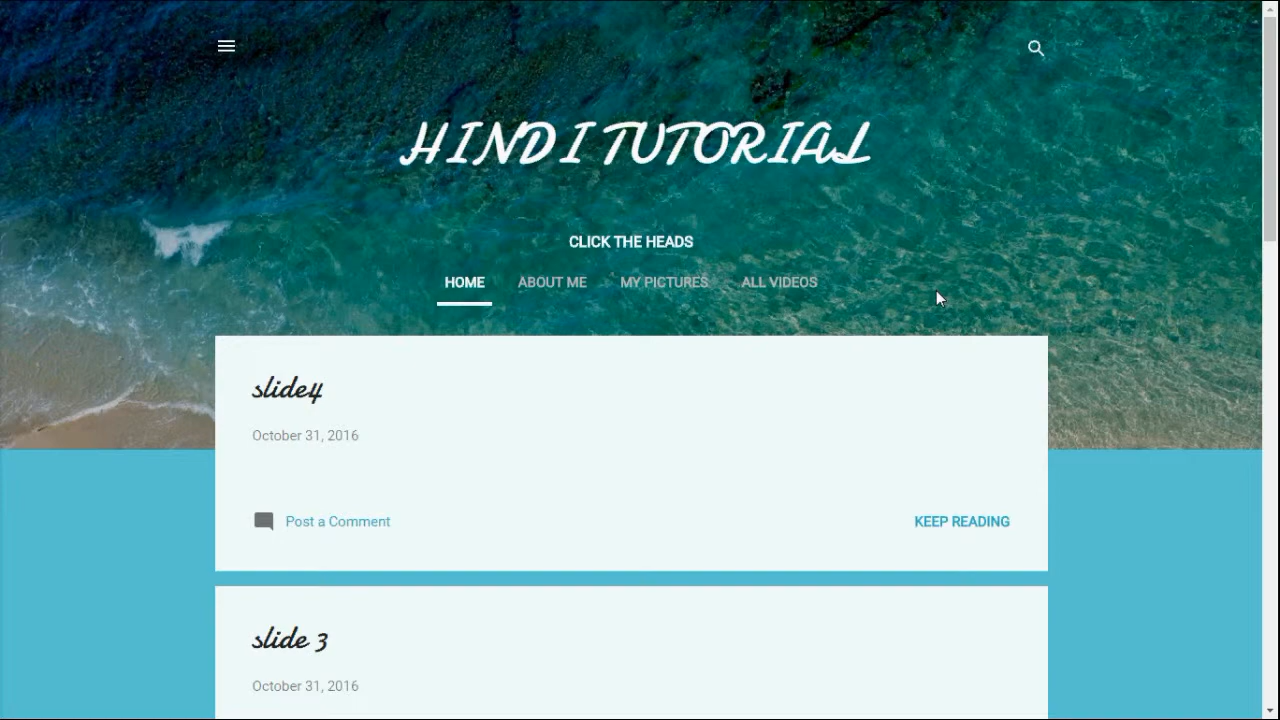 HINDI TUTORIAL
CLICK THE HEADS
HOME ABOUT ME MY PICTURES ALL VIDEOS
slide4
October 31, 2016
Post a Comment KEEP READING
slide 3
October 31, 2016